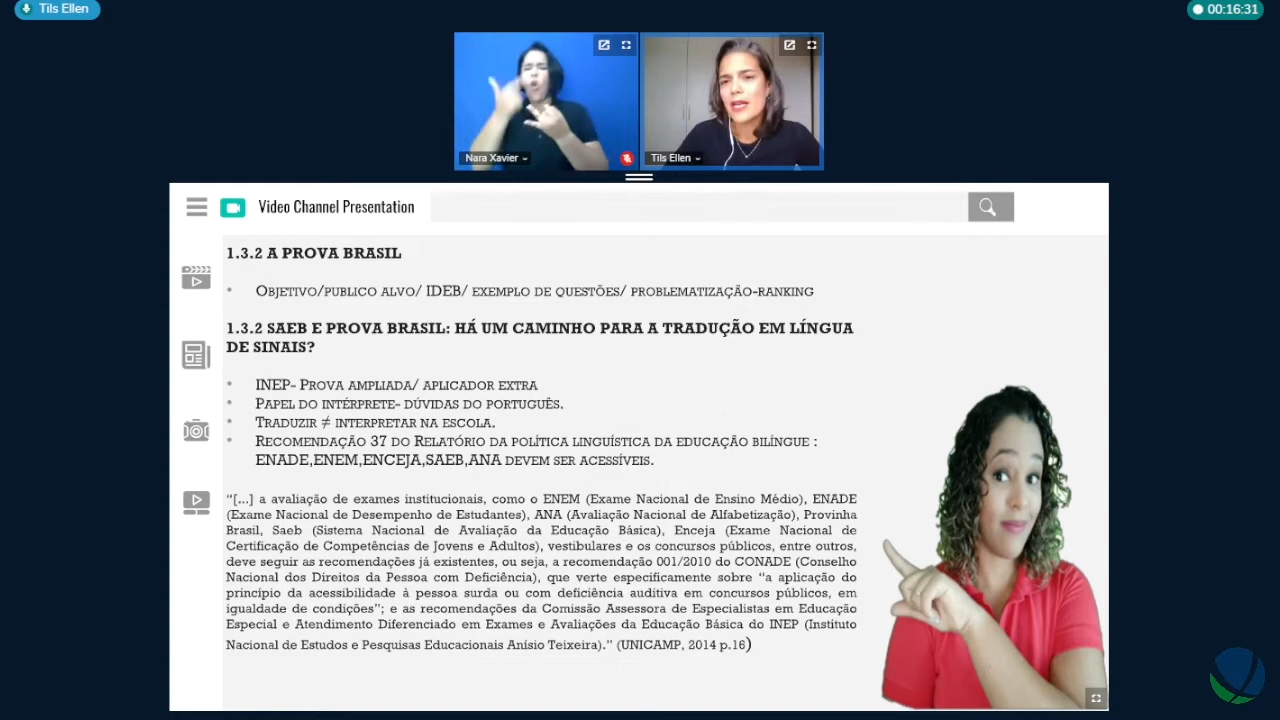 Tils Ellen
00:16:31
Nara Xavier
Tils Ellen
Video Channel Presentation
1.3.2 A PROVA BRASIL
• OBJETIVO/PUBLICO ALVO/ IDEB/ EXEMPLO DE QUESTÕES/ PROBLEMATIZAÇÃO-RANKING
1.3.2 SAEB E PROVA BRASIL: HÁ UM CAMINHO PARA A TRADUÇÃO EM LÍNGUA
DE SINAIS?
• INEP- PROVA AMPLIADA/ APLICADOR EXTRA
• PAPEL DO INTÉRPRETE- DÚVIDAS DO PORTUGUÊS.
• TRADUZIR ≠ INTERPRETAR NA ESCOLA.
• RECOMENDAÇÃO 37 DO RELATÓRIO DA POLÍTICA LINGUÍSTICA DA EDUCAÇÃO BILÍNGUE :
ENADE,ENEM,ENCEJA,SAEB,ANA DEVEM SER ACESSÍVEIS.
“[...] a avaliação de exames institucionais, como o ENEM (Exame Nacional de Ensino Médio), ENADE
(Exame Nacional de Desempenho de Estudantes), ANA (Avaliação Nacional de Alfabetização), Provinha
Brasil, Saeb (Sistema Nacional de Avaliação da Educação Básica), Encceja (Exame Nacional de
Certificação de Competências de Jovens e Adultos), vestibulares e os concursos públicos, entre outros,
deve seguir as recomendações já existentes, ou seja, a recomendação 001/2010 do CONADE (Conselho
Nacional dos Direitos da Pessoa com Deficiência), que verte especificamente sobre “a aplicação do
princípio da acessibilidade à pessoa surda ou com deficiência auditiva em concursos públicos, em
igualdade de condições”; e as recomendações da Comissão Assessora de Especialistas em Educação
Especial e Atendimento Diferenciado em Exames e Avaliações da Educação Básica do INEP (Instituto
Nacional de Estudos e Pesquisas Educacionais Anísio Teixeira).” (UNICAMP, 2014 p.16)